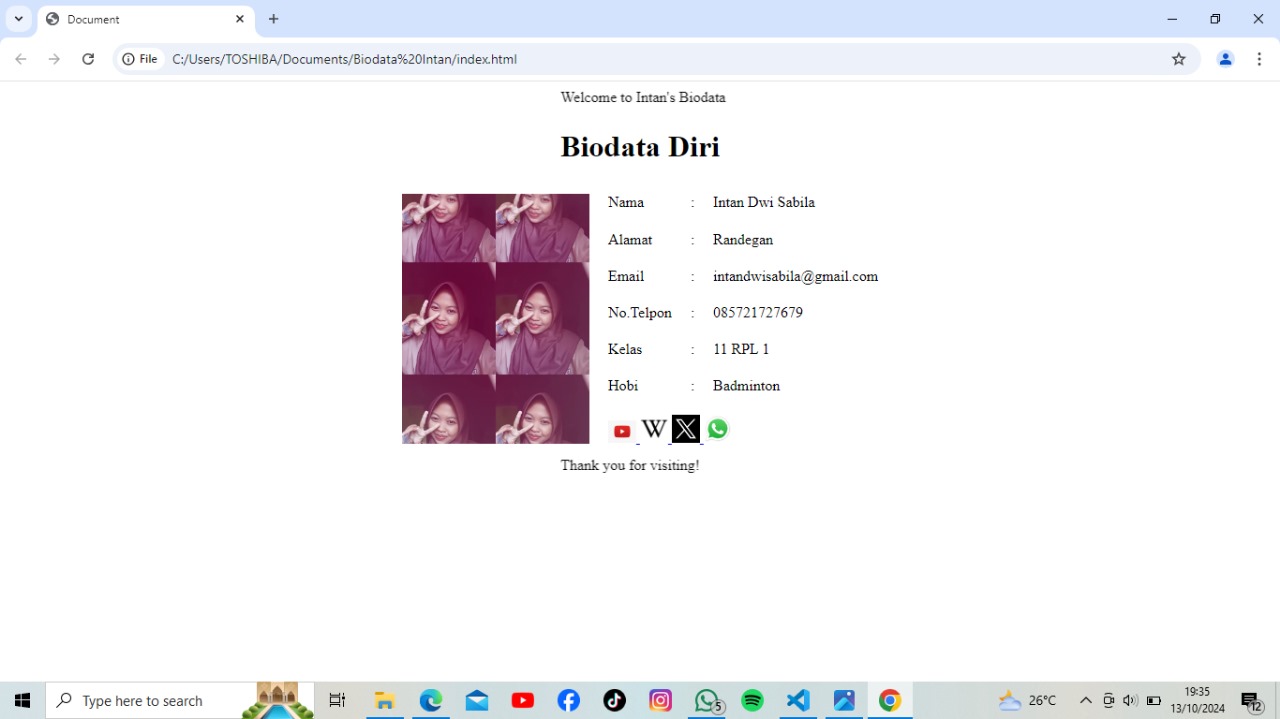 Document
File C:/Users/TOSHIBA/Documents/Biodata%20Intan/index.html
Welcome to Intan's Biodata
Biodata Diri
Nama : Intan Dwi Sabila
Alamat : Randegan
Email : intandwisabila@gmail.com
No.Telpon : 085721727679
Kelas : 11 RPL 1
Hobi : Badminton
W X
Thank you for visiting!
Type here to search 5 26°C 19:35
13/10/2024 12